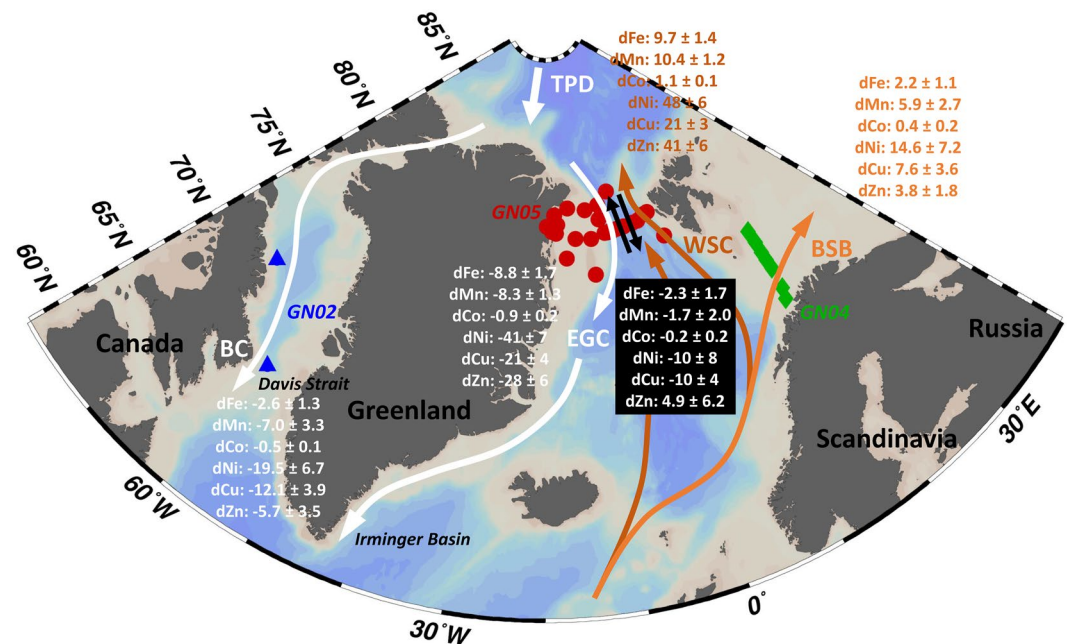 85°N
80°N
75°N
70°N
65°N
60°N
TPD
dFe: 9.7 ± 1.4
dMn: 10.4 ± 1.2
dCo: 1.1 ± 0.1
dNi: 48 ± 6
dCu: 21 ± 3
dZn: 41 ± 6
dFe: 2.2 ± 1.1
dMn: 5.9 ± 2.7
dCo: 0.4 ± 0.2
dNi: 14.6 ± 7.2
dCu: 7.6 ± 3.6
dZn: 3.8 ± 1.8
GN05
WSC
BSB
GN04
GN02
Canada
BC
Davis Strait
Greenland
EGC
Russia
Scandinavia
dFe: -8.8 ± 1.7
dMn: -8.3 ± 1.3
dCo: -0.9 ± 0.2
dNi: -41 ± 7
dCu: -21 ± 4
dZn: -28 ± 6
dFe: -2.3 ± 1.7
dMn: -1.7 ± 2.0
dCo: -0.2 ± 0.2
dNi: -10 ± 8
dCu: -10 ± 4
dZn: 4.9 ± 6.2
dFe: -2.6 ± 1.3
dMn: -7.0 ± 3.3
dCo: -0.5 ± 0.1
dNi: -19.5 ± 6.7
dCu: -12.1 ± 3.9
dZn: -5.7 ± 3.5
Irminger Basin
60°W
30°W
0°
30°E